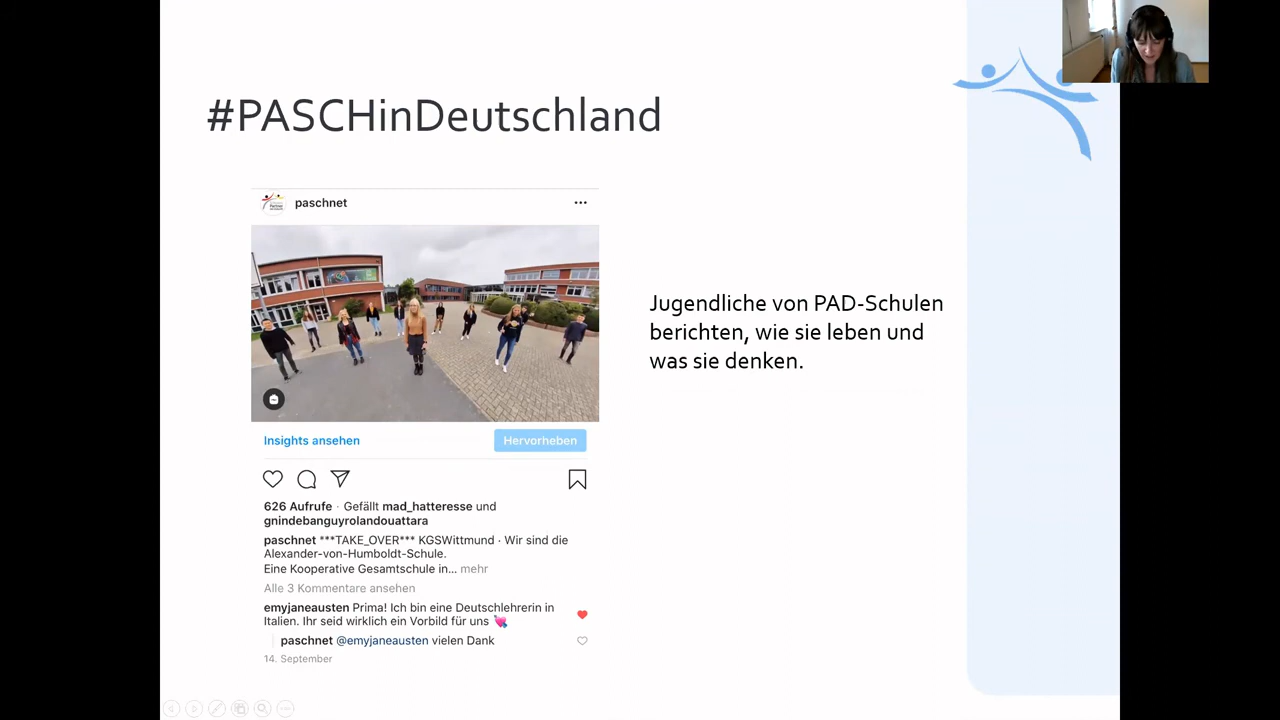 #PASCHinDeutschland
paschnet
Insights ansehen
Hervorheben
626 Aufrufe · Gefällt mad_hatteresse und
gnindebanguyrolandouattara
paschnet ***TAKE_OVER*** KGSWittmund · Wir sind die
Alexander-von-Humboldt-Schule.
Eine Kooperative Gesamtschule in... mehr
Alle 3 Kommentare ansehen
emyjaneausten Prima! Ich bin eine Deutschlehrerin in
Italien. Ihr seid wirklich ein Vorbild für uns 💘
paschnet @emyjaneausten vielen Dank
14. September
Jugendliche von PAD-Schulen
berichten, wie sie leben und
was sie denken.